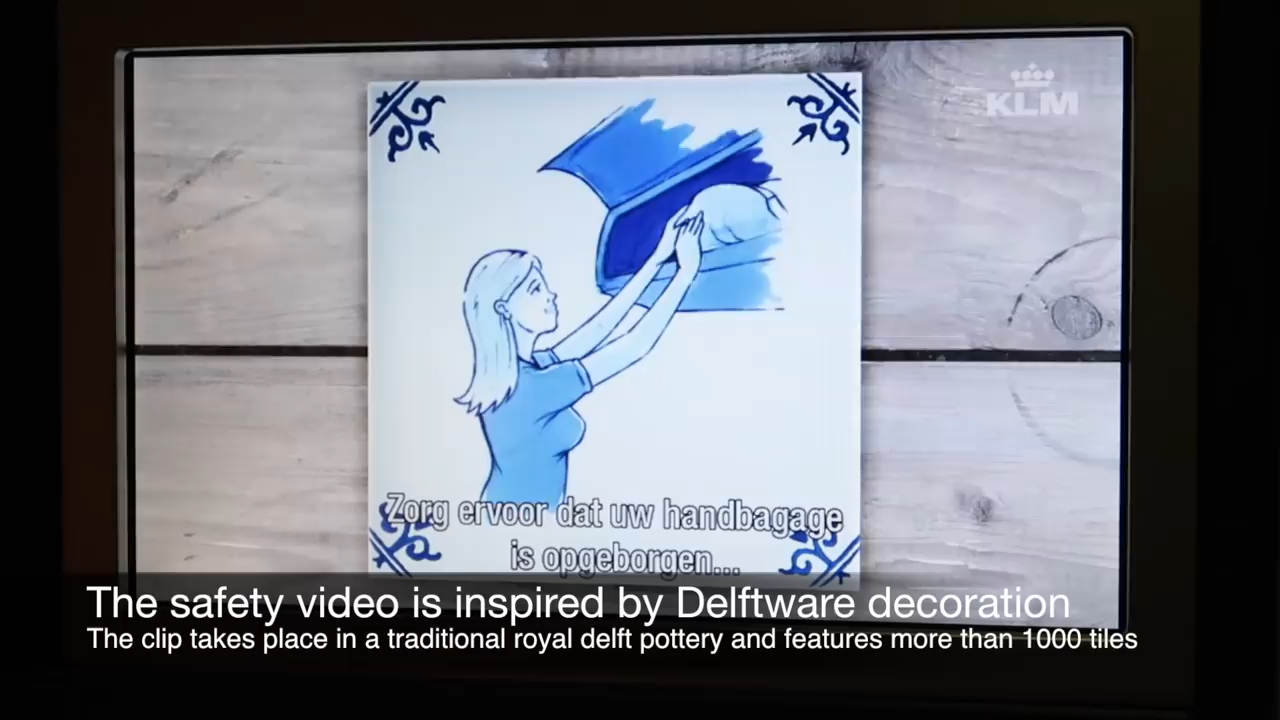 KLM
Zorg ervoor dat uw handbagage
is opgeborgen...
The safety video is inspired by Delftware decoration
The clip takes place in a traditional royal delft pottery and features more than 1000 tiles